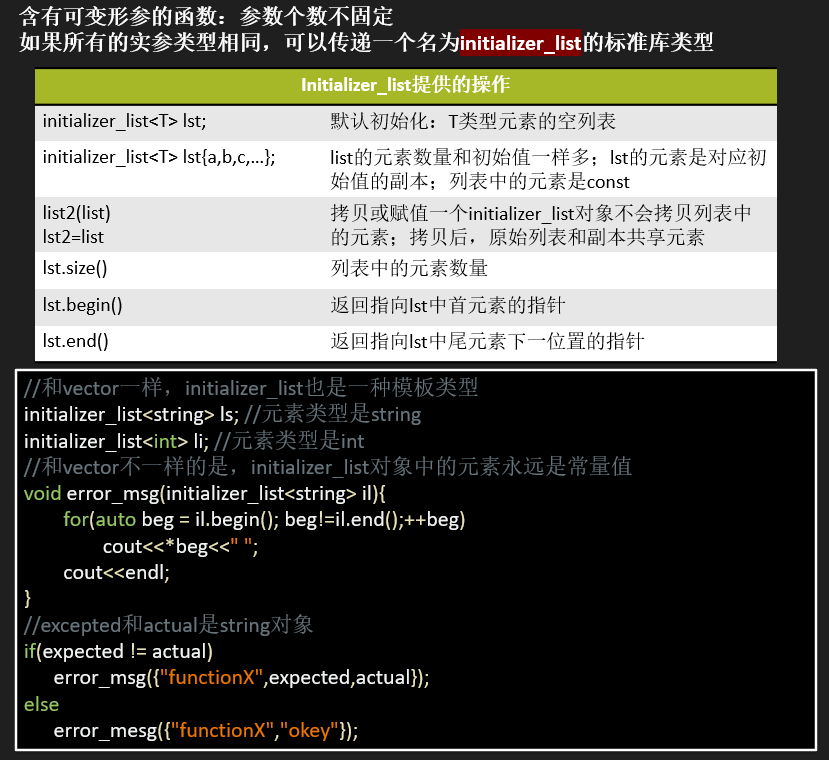 含有可变形参的函数：参数个数不固定
如果所有的实参类型相同，可以传递一个名为initializer_list的标准库类型
Initializer_list提供的操作
initializer_list<T> lst; 默认初始化：T类型元素的空列表
initializer_list<T> lst{a,b,c,...}; list的元素数量和初始值一样多；lst的元素是对应初
始值的副本；列表中的元素是const
list2(list) 拷贝或赋值一个initializer_list对象不会拷贝列表中
lst2=list 的元素；拷贝后，原始列表和副本共享元素
lst.size() 列表中的元素数量
lst.begin() 返回指向lst中首元素的指针
lst.end() 返回指向lst中尾元素下一位置的指针
//和vector一样，initializer_list也是一种模板类型
initializer_list<string> ls; //元素类型是string
initializer_list<int> li; //元素类型是int
//和vector不一样的是，initializer_list对象中的元素永远是常量值
void error_msg(initializer_list<string> il){
for(auto beg = il.begin(); beg!=il.end();++beg)
cout<<*beg<<" ";
cout<<endl;
}
//excepted和actual是string对象
if(expected != actual)
error_msg({"functionX",expected,actual});
else
error_mesg({"functionX","okey"});